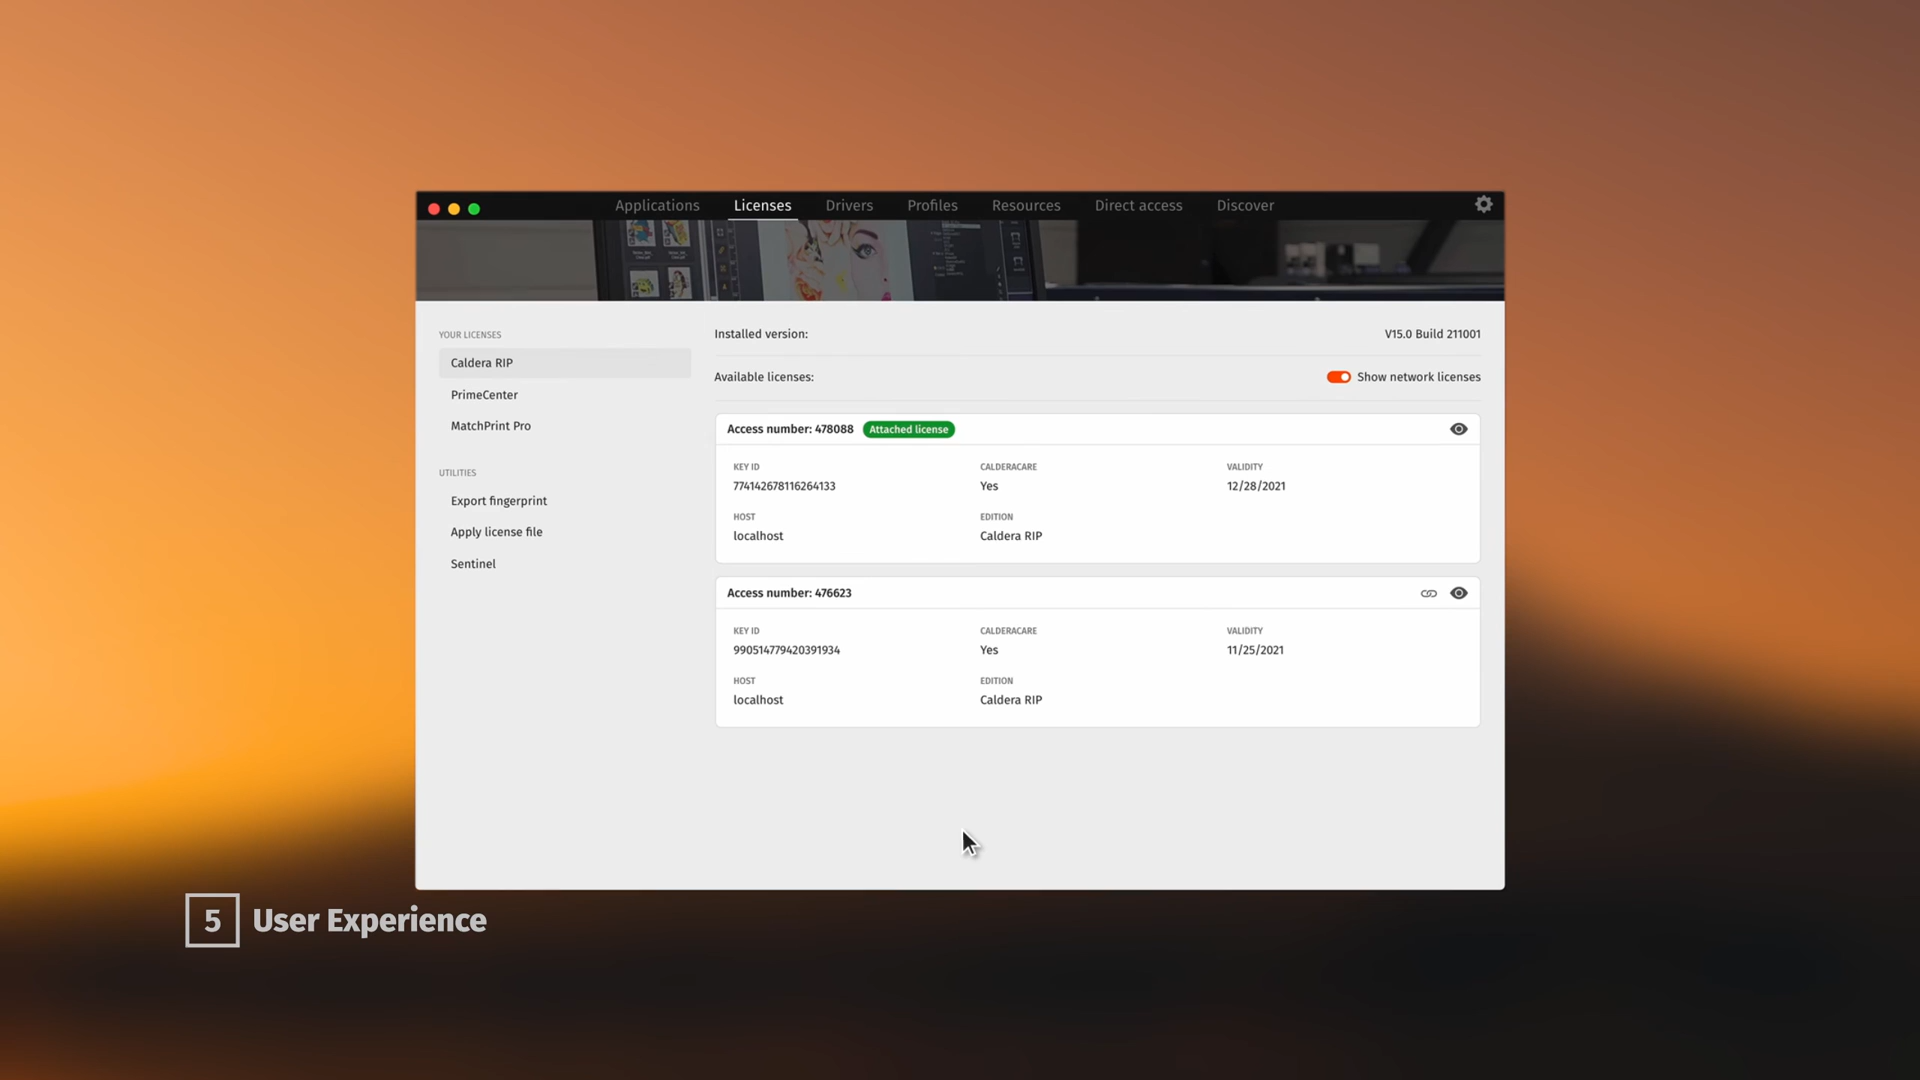 Applications Licenses Drivers Profiles Resources Direct access Discover
YOUR LICENSES
Caldera RIP
PrimeCenter
MatchPrint Pro
UTILITIES
Export fingerprint
Apply license file
Sentinel
Installed version: V15.0 Build 211001
Available licenses: Show network licenses
Access number: 478088 Attached license
KEY ID CALDERACARE VALIDITY
774142678116264133 Yes 12/28/2021
HOST EDITION
localhost Caldera RIP
Access number: 476623
KEY ID CALDERACARE VALIDITY
990514779420391934 Yes 11/25/2021
HOST EDITION
localhost Caldera RIP
5 User Experience